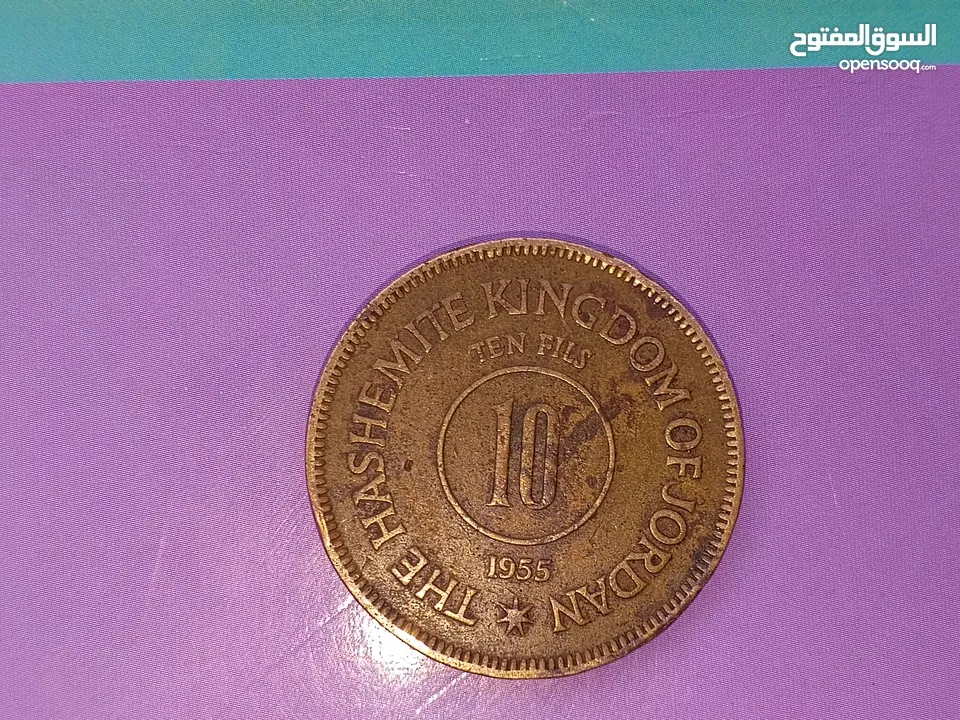 السوق المفتوح
opensooq.com
THE HASHEMITE KINGDOM OF JORDAN
TEN FILS
10
1955